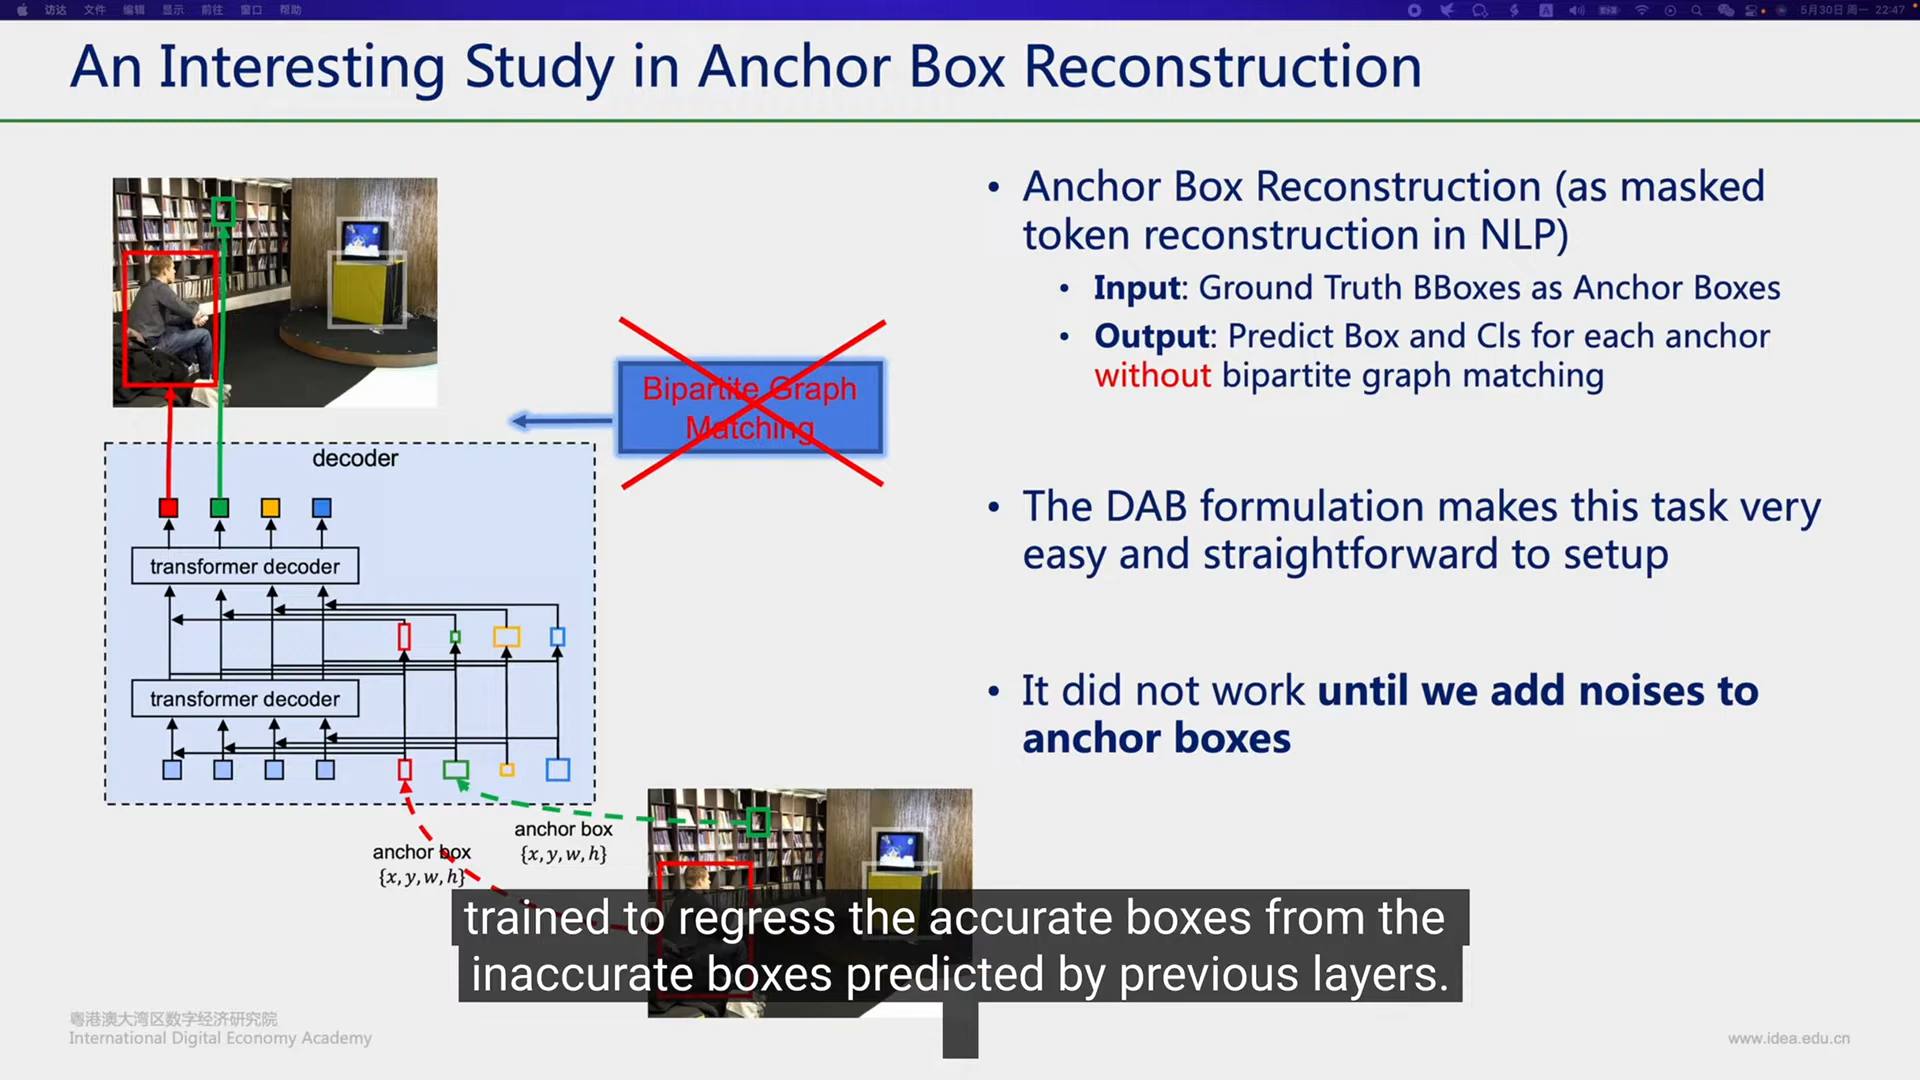 访达 文件 编辑 显示 前往 窗口 帮助
5月30日 周一 22:47
An Interesting Study in Anchor Box Reconstruction
• Anchor Box Reconstruction (as masked
token reconstruction in NLP)
• Input: Ground Truth BBoxes as Anchor Boxes
• Output: Predict Box and Cls for each anchor
without bipartite graph matching
Bipartite Graph
Matching
decoder
transformer decoder
transformer decoder
• The DAB formulation makes this task very
easy and straightforward to setup
• It did not work until we add noises to
anchor boxes
anchor box
{x, y, w, h}
anchor box
{x, y, w, h}
trained to regress the accurate boxes from the
inaccurate boxes predicted by previous layers.
粤港澳大湾区数字经济研究院
International Digital Economy Academy
www.idea.edu.cn